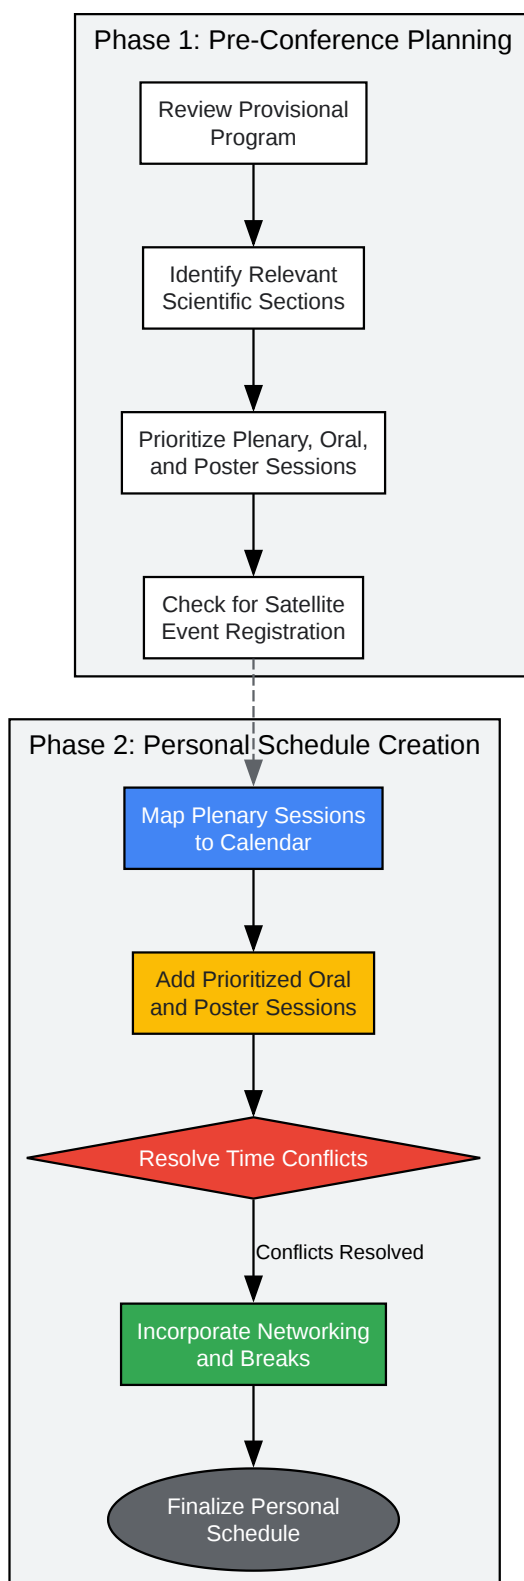 Phase 1: Pre-Conference Planning
Review Provisional
Program
Identify Relevant
Scientific Sections
Prioritize Plenary, Oral,
and Poster Sessions
Check for Satellite
Event Registration
Phase 2: Personal Schedule Creation
Map Plenary Sessions
to Calendar
Add Prioritized Oral
and Poster Sessions
Resolve Time Conflicts
Conflicts Resolved
Incorporate Networking
and Breaks
Finalize Personal
Schedule